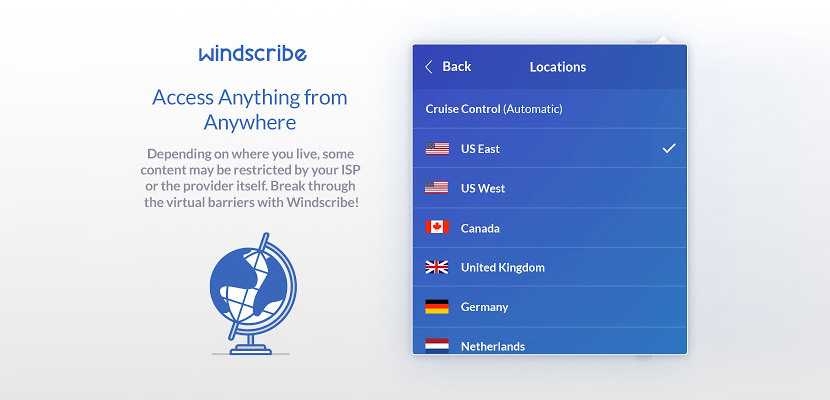 windscribe
Access Anything from
Anywhere
Depending on where you live, some
content may be restricted by your ISP
or the provider itself. Break through
the virtual barriers with Windscribe!
Back
Locations
Cruise Control (Automatic)
US East
US West
Canada
United Kingdom
Germany
Netherlands